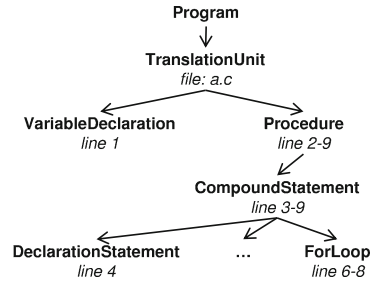 Program
TranslationUnit
file: a.c
VariableDeclaration
line 1
Procedure
line 2-9
CompoundStatement
line 3-9
DeclarationStatement
line 4
...
ForLoop
line 6-8